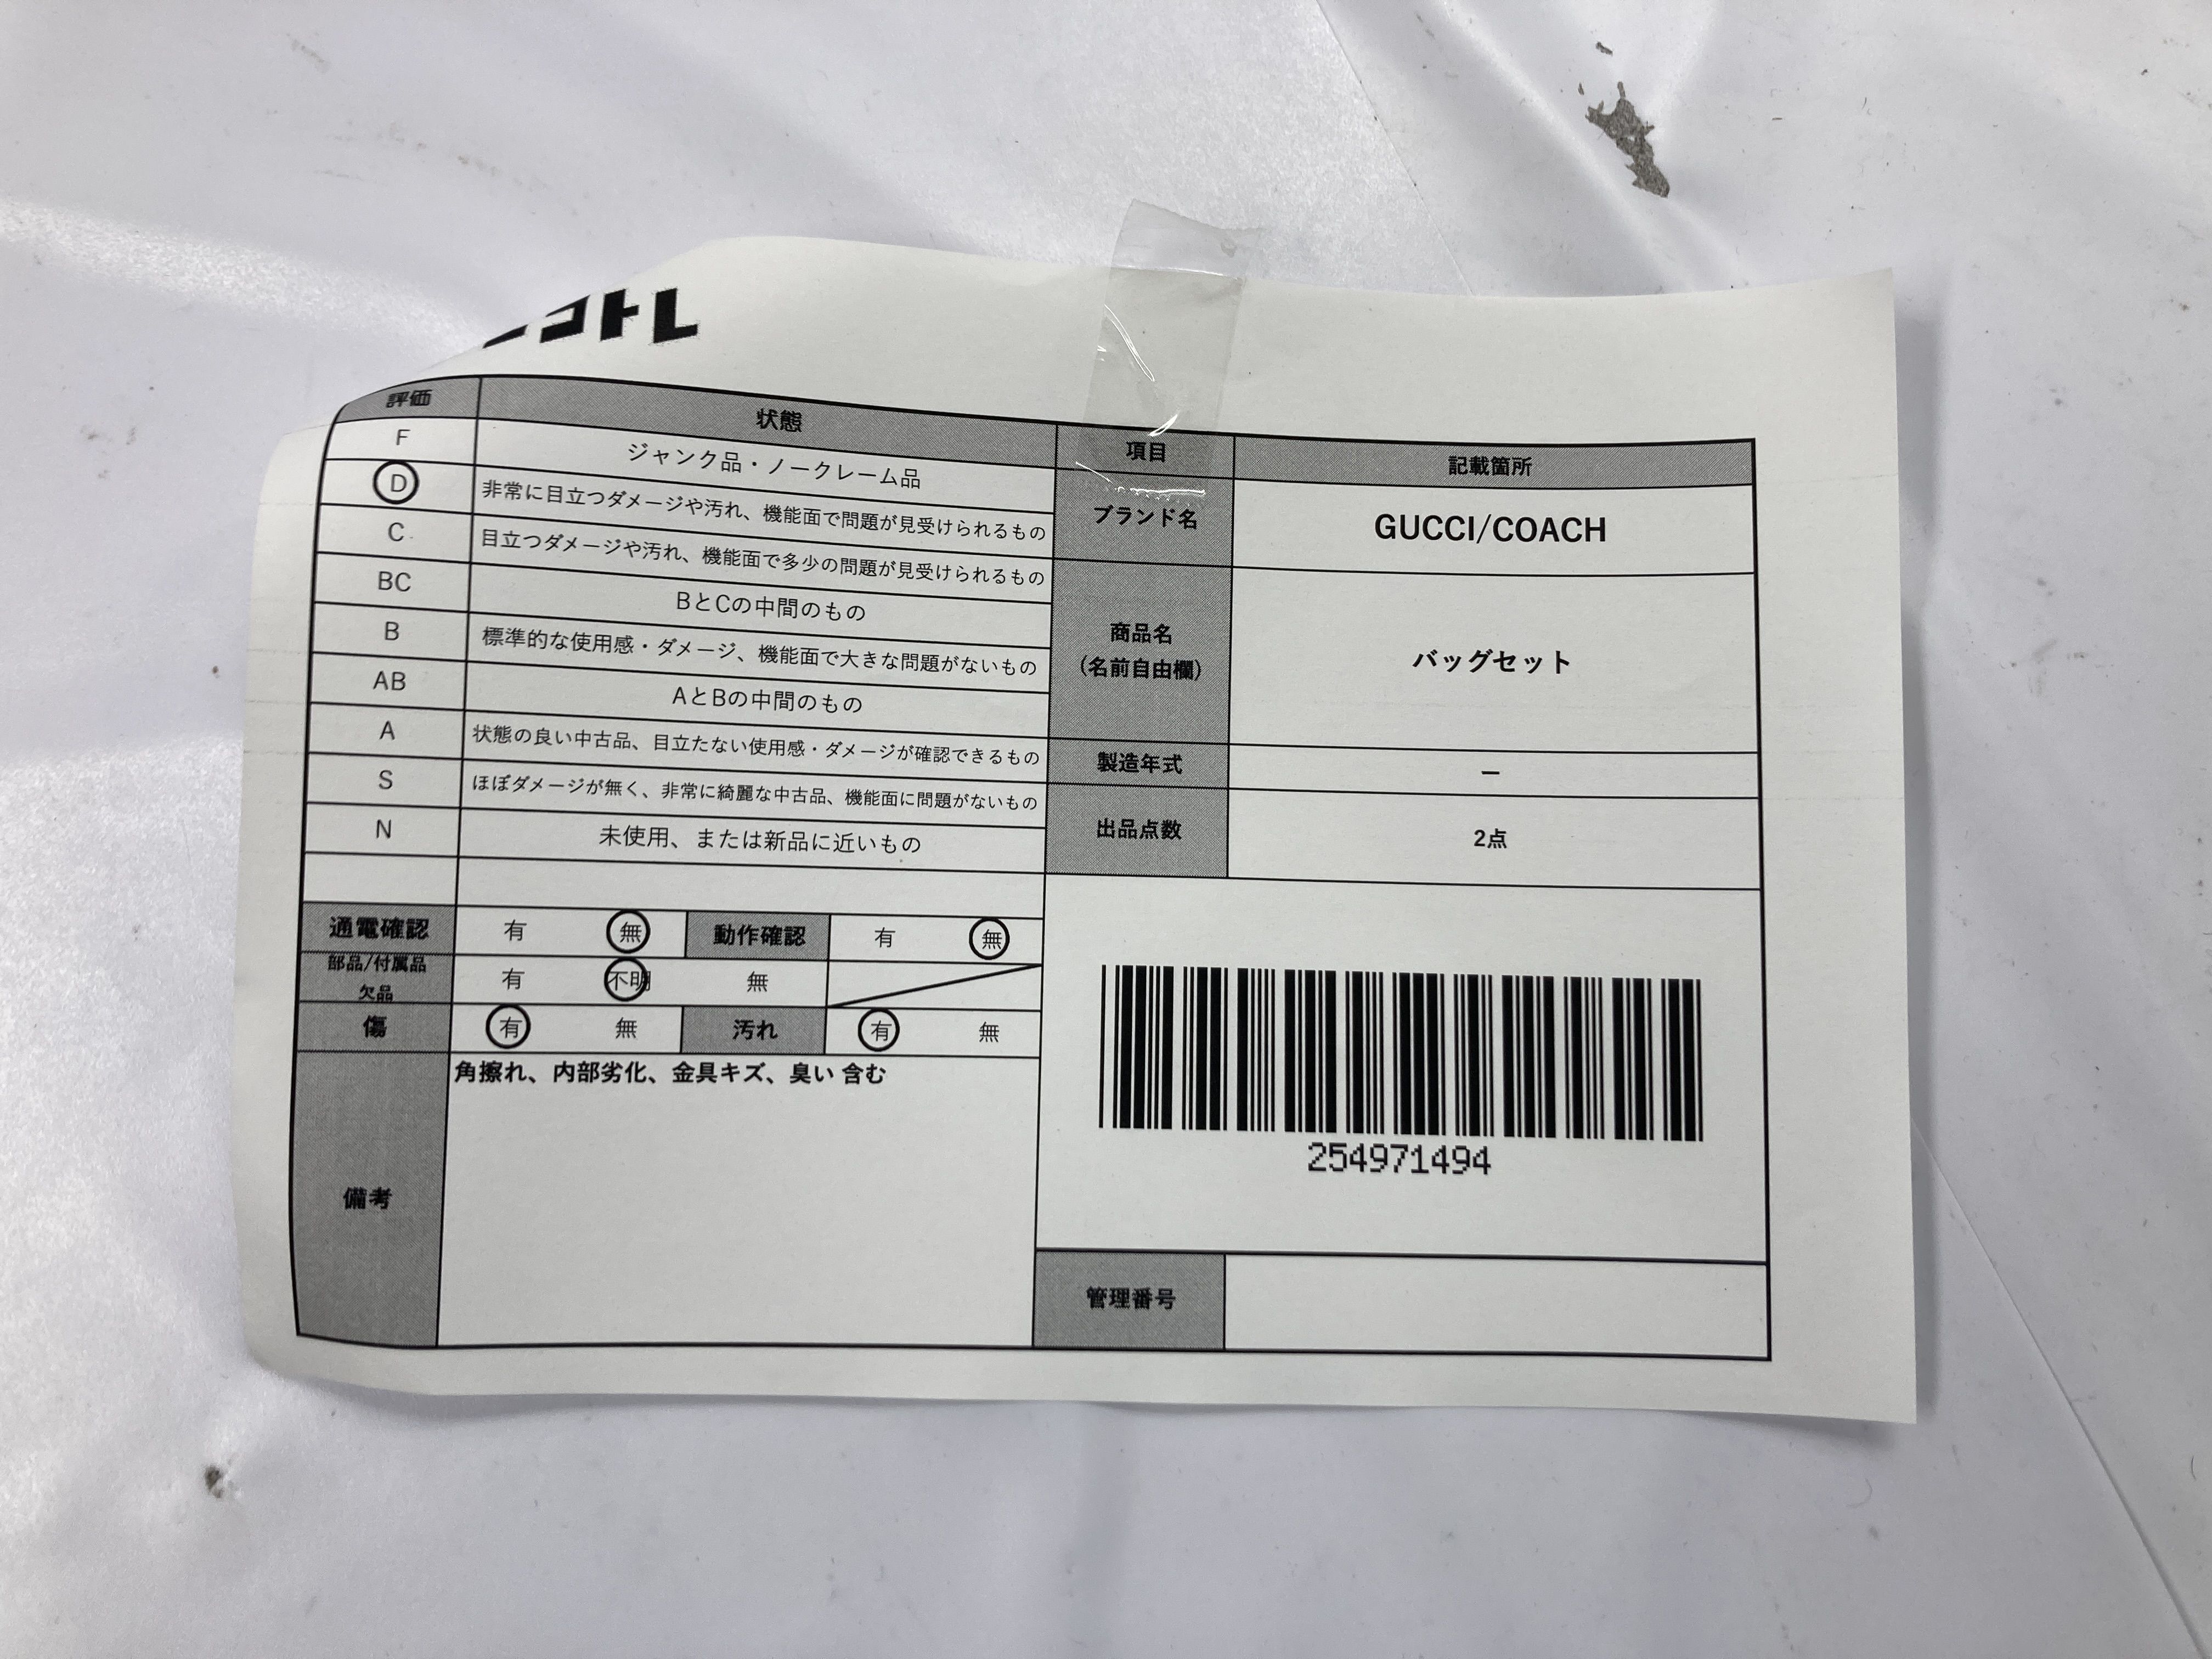 コトレ
評価 状態
F ジャンク品・ノークレーム品
D 非常に目立つダメージや汚れ、機能面で問題が見受けられるもの
C 目立つダメージや汚れ、機能面で多少の問題が見受けられるもの
BC BとCの中間のもの
B 標準的な使用感・ダメージ、機能面で大きな問題がないもの
AB AとBの中間のもの
A 状態の良い中古品、目立たない使用感・ダメージが確認できるもの
S ほぼダメージが無く、非常に綺麗な中古品、機能面に問題がないもの
N 未使用、または新品に近いもの
通電確認 有 無 動作確認 有 無
部品/付属品
欠品 有 不明 無
傷 有 無 汚れ 有 無
備考 角擦れ、内部劣化、金具キズ、臭い 含む
項目 記載箇所
ブランド名 GUCCI/COACH
商品名
(名前自由欄) バッグセット
製造年式 ー
出品点数 2点
254971494
管理番号